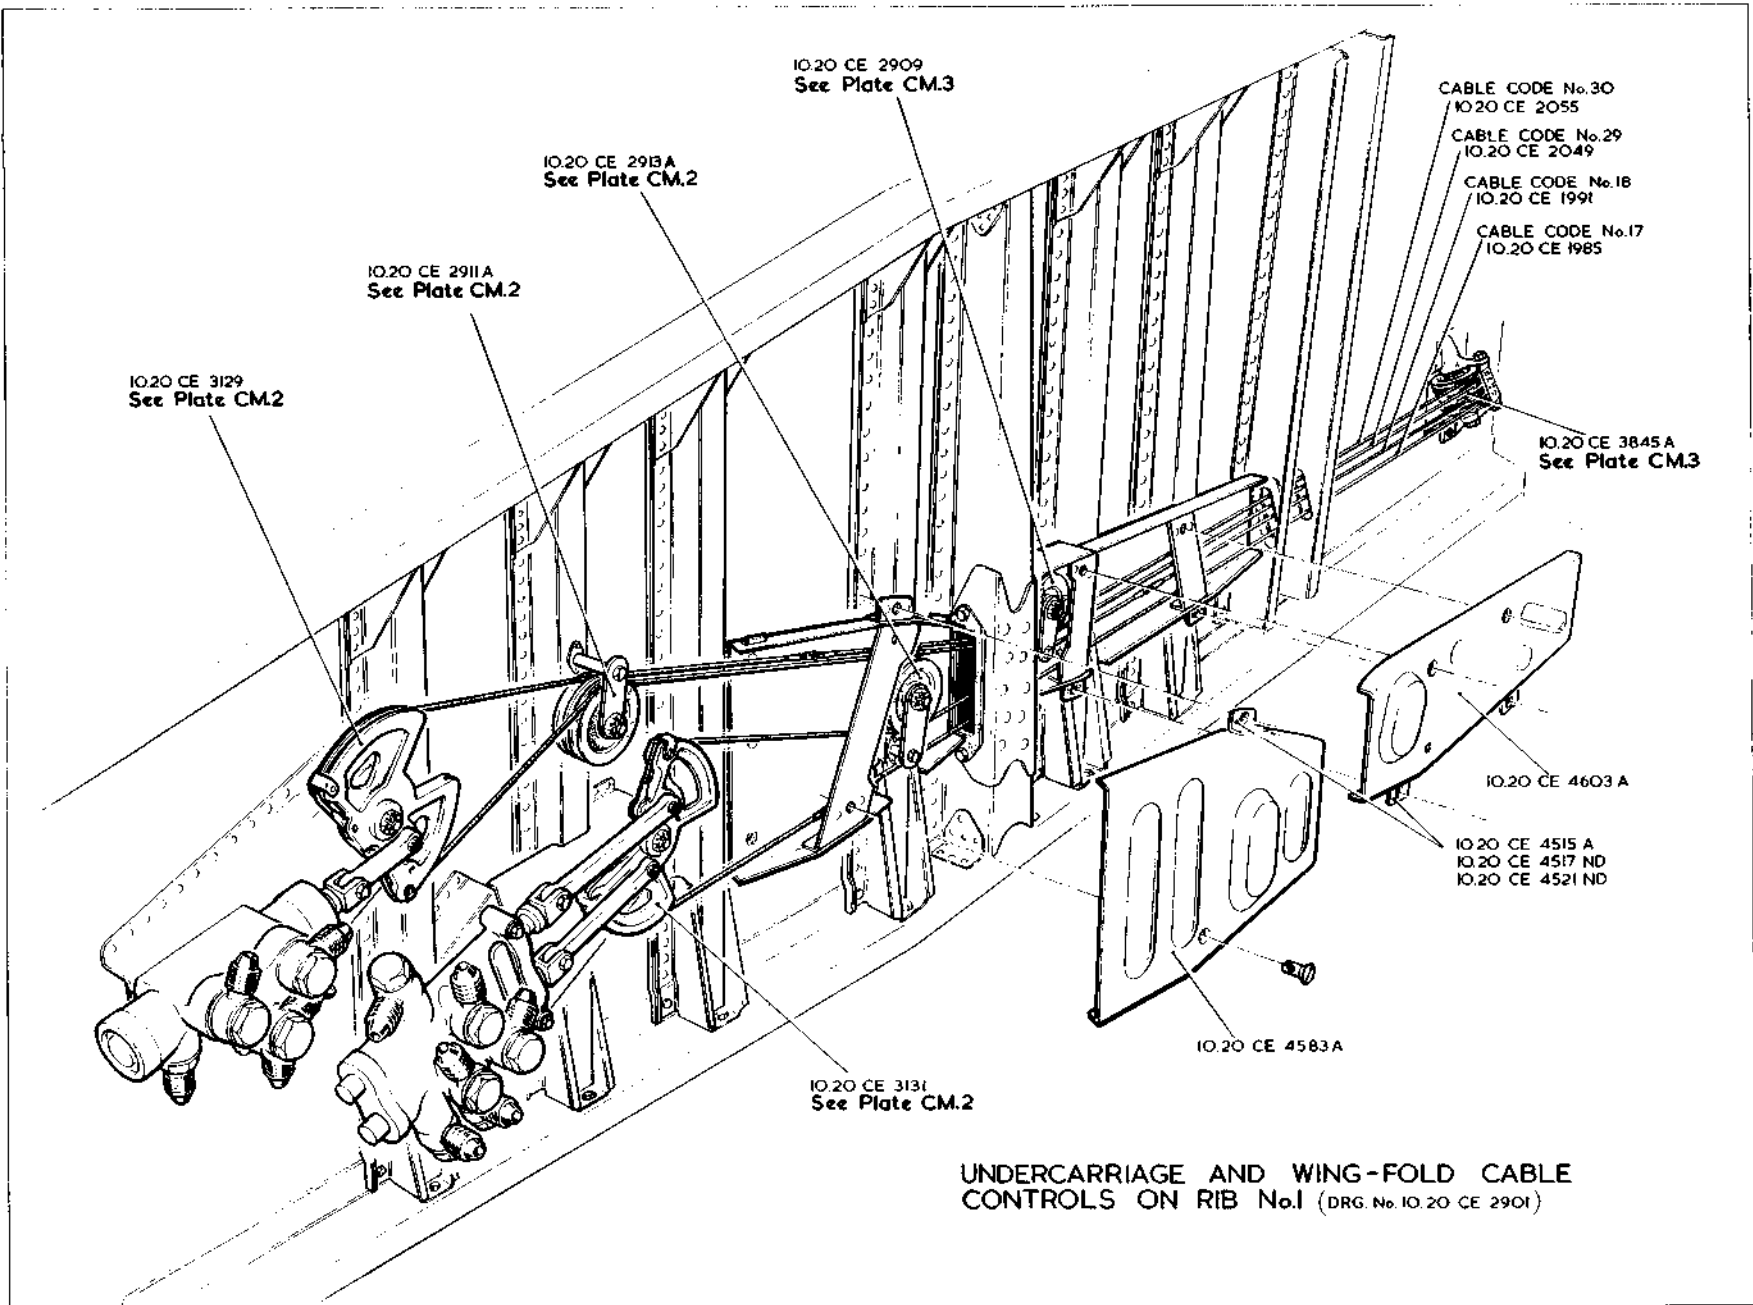 10.20 CE 2909
See Plate CM.3
CABLE CODE No.30
10.20 CE 2055
CABLE CODE No.29
10.20 CE 2049
CABLE CODE No.18
10.20 CE 1991
CABLE CODE No.17
10.20 CE 1985
10.20 CE 2913A
See Plate CM.2
10.20 CE 2911A
See Plate CM.2
10.20 CE 3129
See Plate CM.2
10.20 CE 3845A
See Plate CM.3
10.20 CE 4603A
10.20 CE 4515 A
10.20 CE 4517 ND
10.20 CE 4521 ND
10.20 CE 4583A
10.20 CE 3131
See Plate CM.2
UNDERCARRIAGE AND WING-FOLD CABLE
CONTROLS ON RIB No.1 (DRG. No. 10.20 CE 2901)